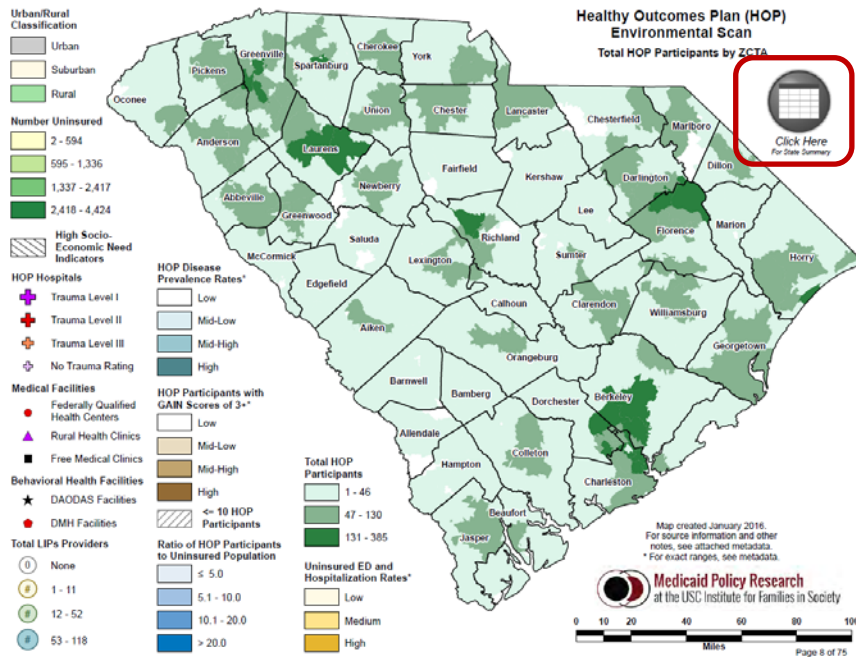 Healthy Outcomes Plan (HOP)
Environmental Scan
Total HOP Participants by ZCTA
Click Here
For State Summary
Urban/Rural
Classification
Urban
Suburban
Rural
Number Uninsured
2 - 594
595 - 1,336
1,337 - 2,417
2,418 - 4,424
High Socio-
Economic Need
Indicators
HOP Hospitals
Trauma Level I
Trauma Level II
Trauma Level III
No Trauma Rating
Medical Facilities
Federally Qualified
Health Centers
Rural Health Clinics
Free Medical Clinics
Behavioral Health Facilities
DAODAS Facilities
DMH Facilities
Total LIPs Providers
0 None
# 1 - 11
# 12 - 52
# 53 - 118
HOP Disease
Prevalence Rates*
Low
Mid-Low
Mid-High
High
HOP Participants with
GAIN Scores of 3+*
Low
Mid-Low
Mid-High
High
<= 10 HOP
Participants
Ratio of HOP Participants
to Uninsured Population
≤ 5.0
5.1 - 10.0
10.1 - 20.0
> 20.0
Total HOP
Participants
1 - 46
47 - 130
131 - 385
Uninsured ED and
Hospitalization Rates*
Low
Medium
High
Oconee
Pickens
Greenville
Spartanburg
Cherokee
York
Anderson
Laurens
Union
Chester
Lancaster
Chesterfield
Marlboro
Dillon
Darlington
Abbeville
Greenwood
Newberry
Fairfield
Kershaw
Lee
Florence
Marion
Horry
McCormick
Saluda
Edgefield
Lexington
Richland
Sumter
Calhoun
Clarendon
Williamsburg
Georgetown
Aiken
Orangeburg
Barnwell
Bamberg
Dorchester
Berkeley
Allendale
Hampton
Colleton
Charleston
Beaufort
Jasper
Map created January 2016.
For source information and other
notes, see attached metadata.
* For exact ranges, see metadata.
Medicaid Policy Research
at the USC Institute for Families in Society
0 10 20 40 60 80 100
Miles
Page 8 of 75